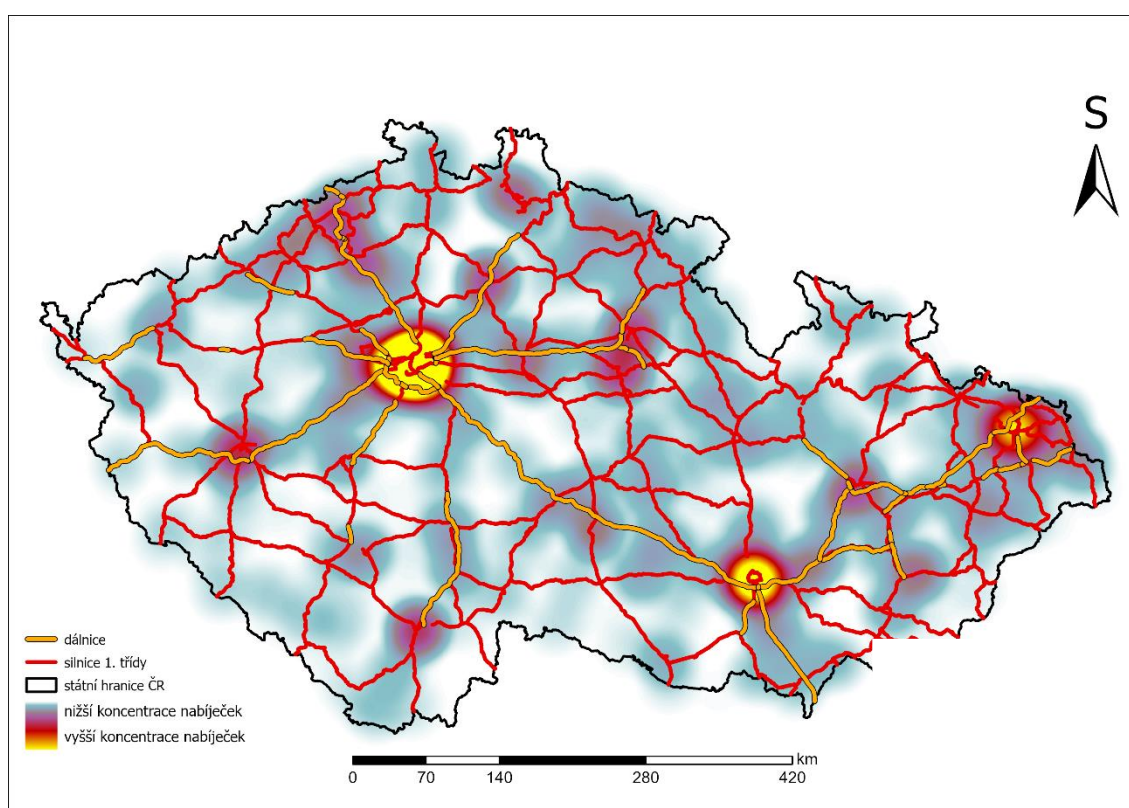 S
dálnice
silnice 1. třídy
státní hranice ČR
nižší koncentrace nabíječek
vyšší koncentrace nabíječek
km
0 70 140 280 420